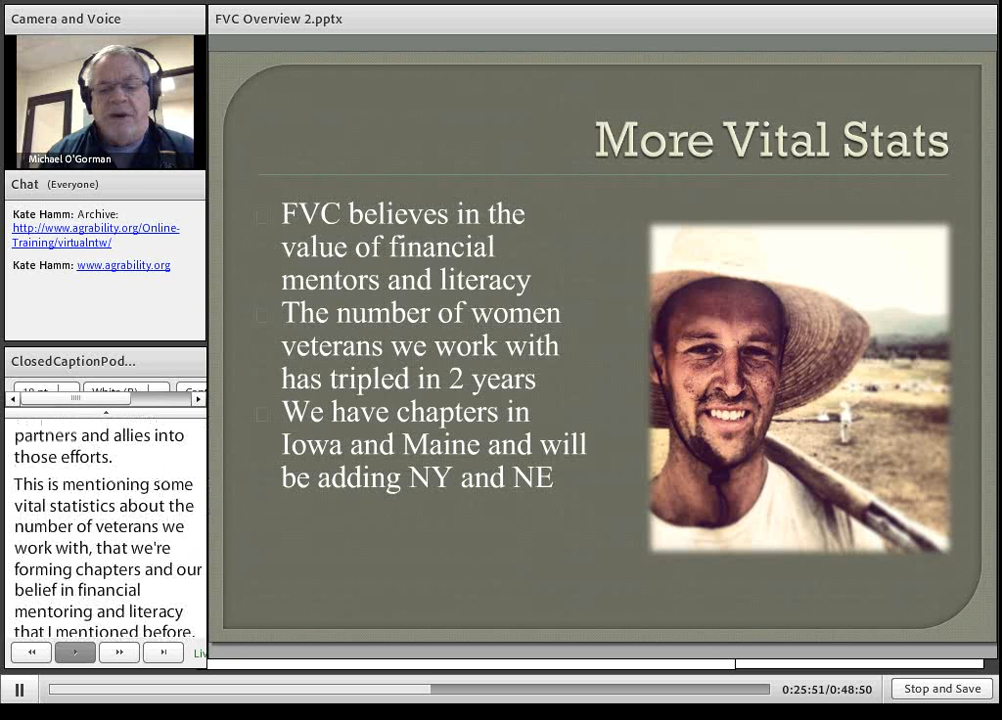 Camera and Voice
FVC Overview 2.pptx
Michael O'Gorman
Chat (Everyone)
Kate Hamm: Archive:
http://www.agrability.org/Online-
Training/virtualntw/
Kate Hamm: www.agrability.org
ClosedCaptionPod...
partners and allies into
those efforts.
This is mentioning some
vital statistics about the
number of veterans we
work with, that we're
forming chapters and our
belief in financial
mentoring and literacy
that I mentioned before.
More Vital Stats
FVC believes in the
value of financial
mentors and literacy
The number of women
veterans we work with
has tripled in 2 years
We have chapters in
Iowa and Maine and will
be adding NY and NE
0:25:51/0:48:50
Stop and Save